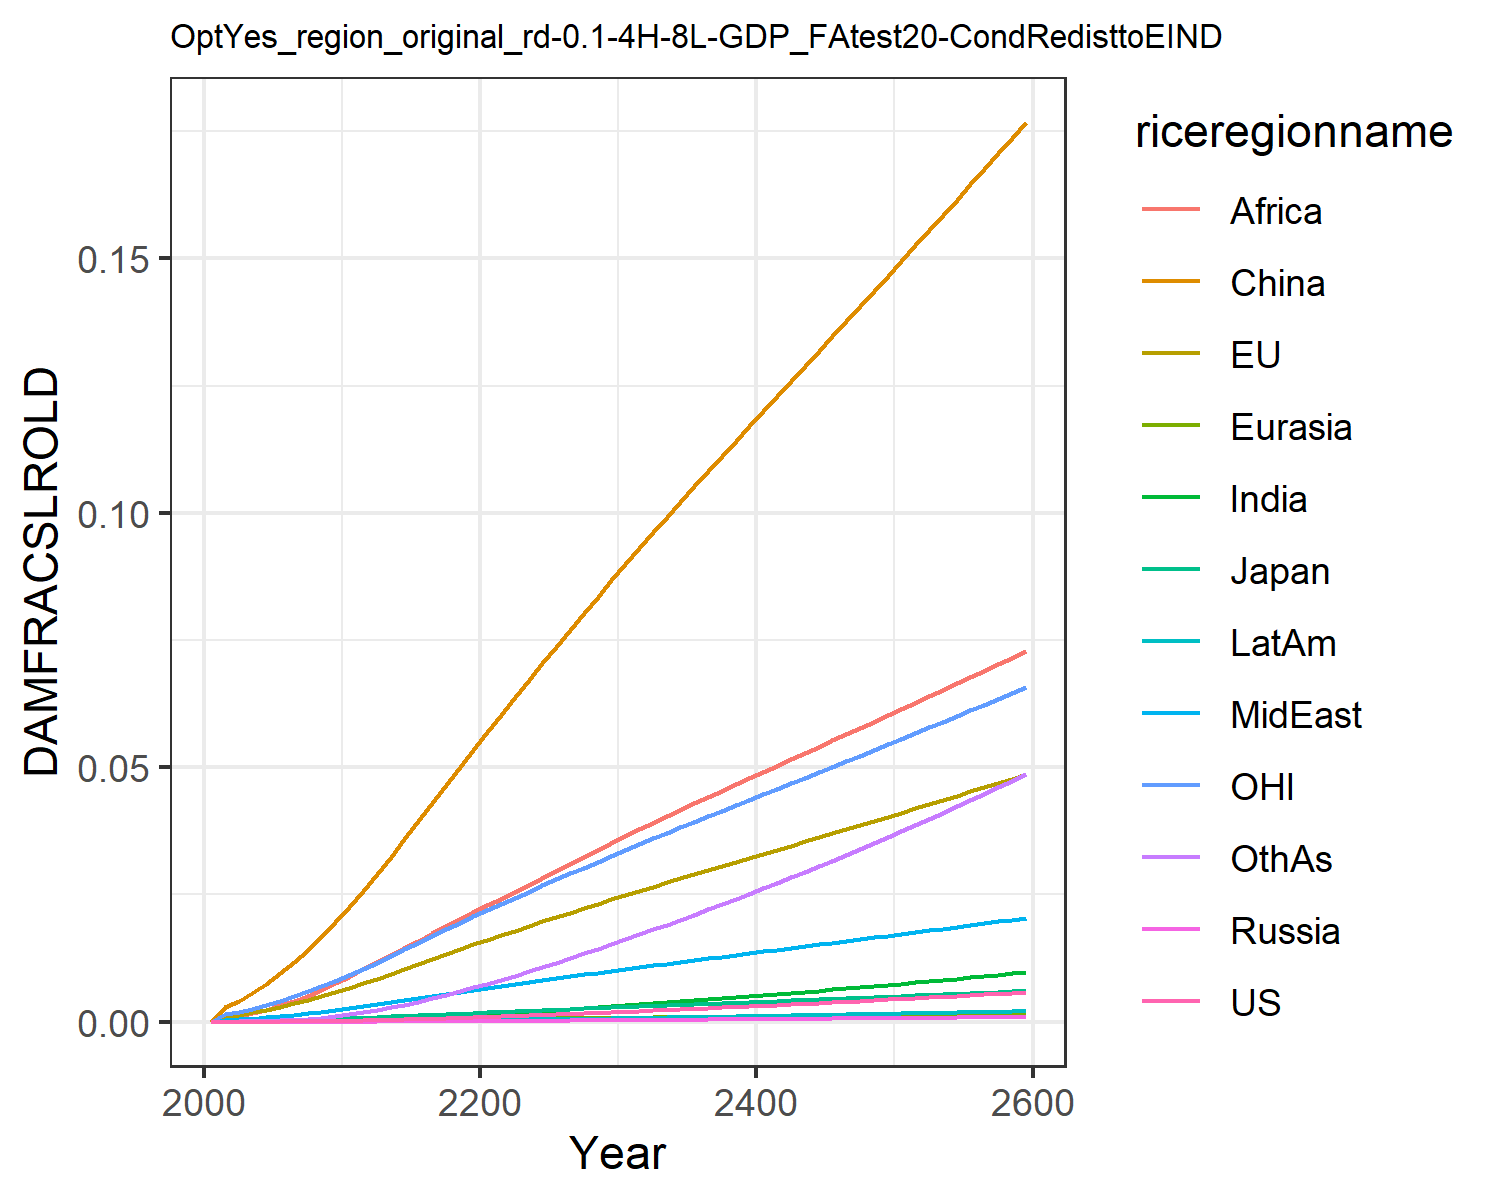 OptYes_region_original_rd-0.1-4H-8L-GDP_FAtest20-CondRedisttoEIND
DAMFRACSLROLD
0.15
0.10
0.05
0.00
2000 2200 2400 2600
Year
riceregionname
Africa
China
EU
Eurasia
India
Japan
LatAm
MidEast
OHI
OthAs
Russia
US